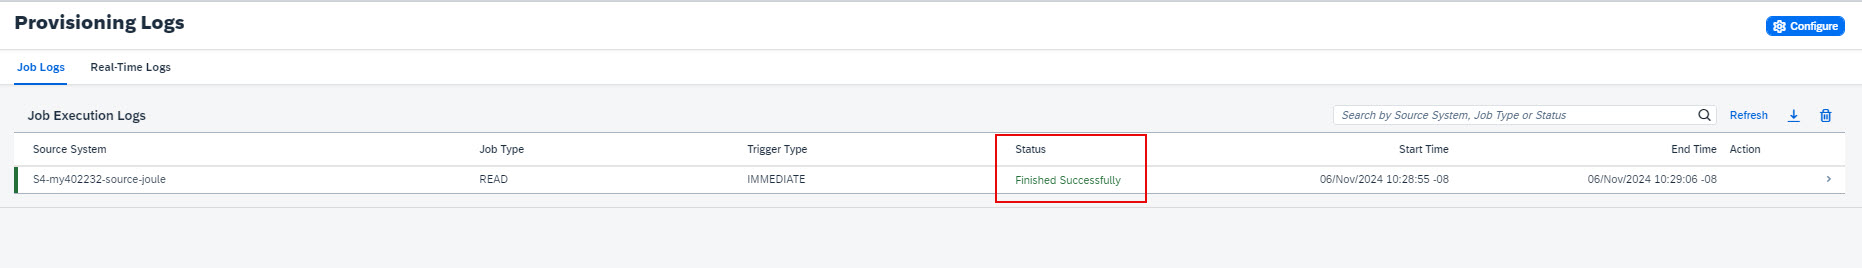 Provisioning Logs
Configure
Job Logs Real-Time Logs
Job Execution Logs
Search by Source System, Job Type or Status Refresh
Source System Job Type Trigger Type Status Start Time End Time Action
S4-my402232-source-joule READ IMMEDIATE Finished Successfully 06/Nov/2024 10:28:55 -08 06/Nov/2024 10:29:06 -08